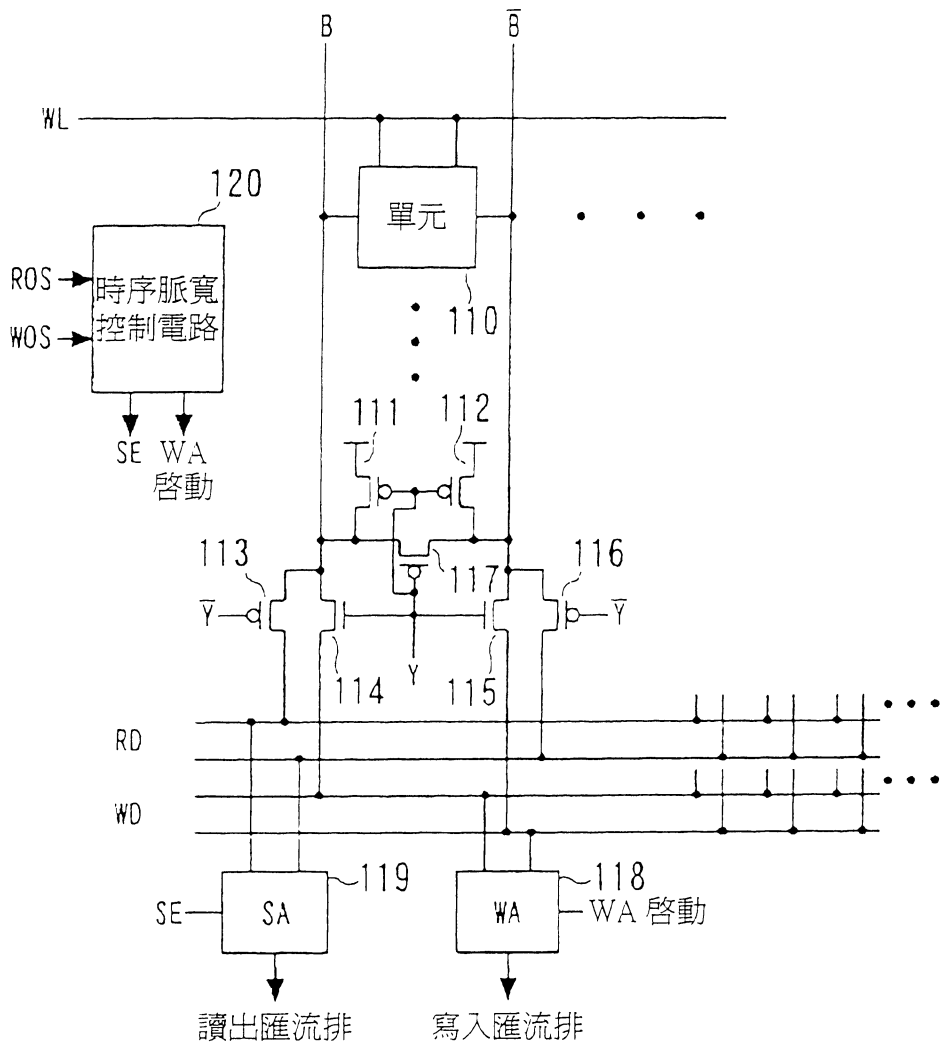 B B̅
WL
120
單元
ROS
時序脈寬
WOS
控制電路
110
SE WA
啓動
111 112
113
117
116
Y̅ Y̅
114
Y
115
RD
WD
119
118
SE
SA
WA
WA 啓動
讀出匯流排
寫入匯流排